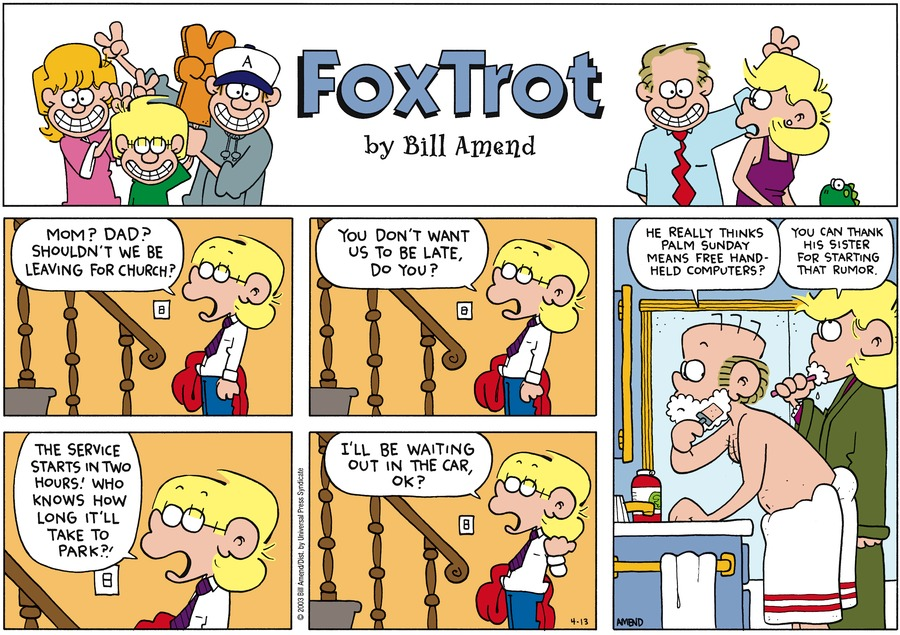 A
FoxTrot
by Bill Amend
MOM? DAD?
SHOULDN'T WE BE
LEAVING FOR CHURCH?
YOU DON'T WANT
US TO BE LATE,
DO YOU?
THE SERVICE
STARTS IN TWO
HOURS! WHO
KNOWS HOW
LONG IT'LL
TAKE TO
PARK?!
I'LL BE WAITING
OUT IN THE CAR,
OK?
© 2003 Bill Amend/Dist. by Universal Press Syndicate
4-13
HE REALLY THINKS
PALM SUNDAY
MEANS FREE HAND-
HELD COMPUTERS?
YOU CAN THANK
HIS SISTER
FOR STARTING
THAT RUMOR.
AMEND